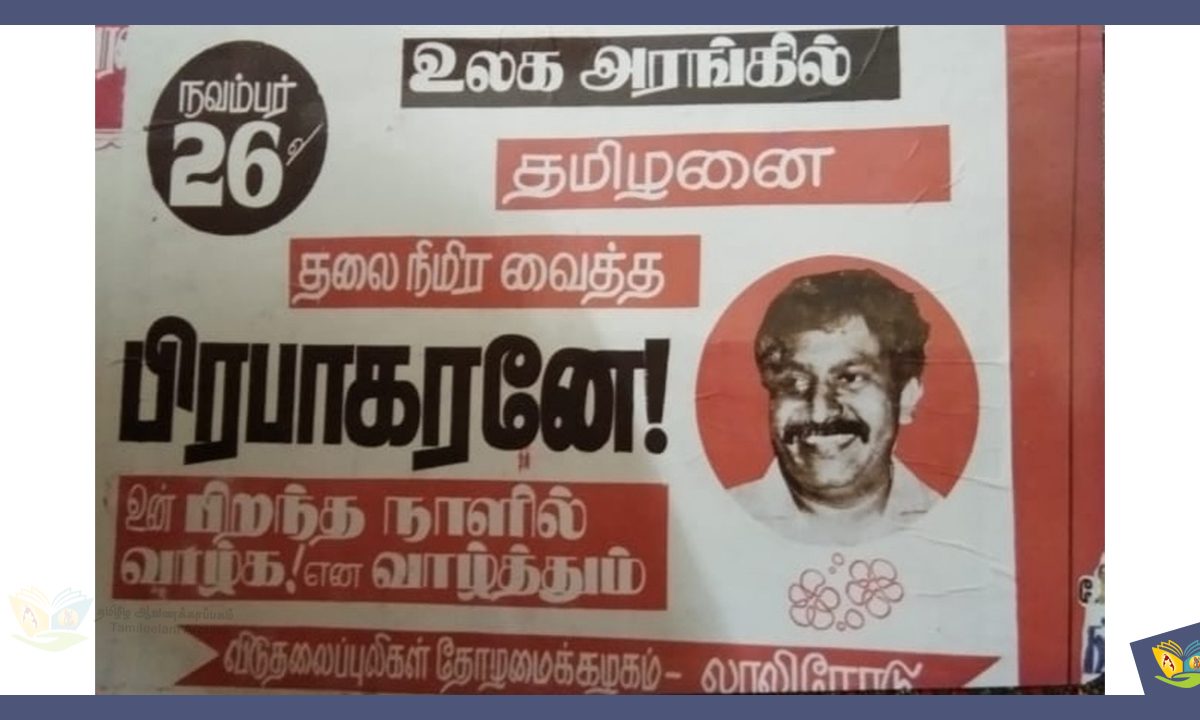 நவம்பர்
26
உலக அரங்கில்
தமிழனை
தலை நிமிர வைத்த
பிரபாகரனே!
உன் பிறந்த நாளில்
வாழ்க! என வாழ்த்தும்
விடுதலைப்புலிகள் தோழமைக்கழகம் -